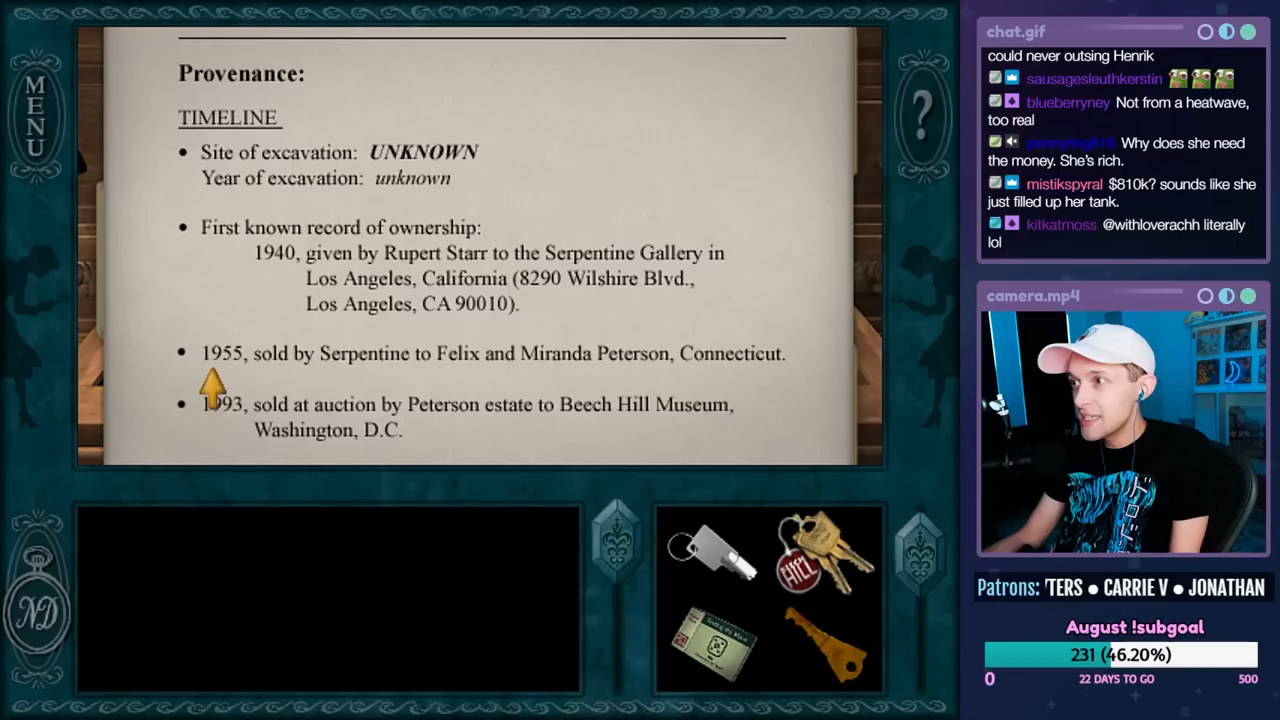 MENU
Provenance:
TIMELINE
• Site of excavation: UNKNOWN
Year of excavation: unknown
• First known record of ownership:
1940, given by Rupert Starr to the Serpentine Gallery in
Los Angeles, California (8290 Wilshire Blvd.,
Los Angeles, CA 90010).
• 1955, sold by Serpentine to Felix and Miranda Peterson, Connecticut.
• 1993, sold at auction by Peterson estate to Beech Hill Museum,
Washington, D.C.
?
ND
HILL
chat.gif
could never outsing Henrik
sausagesleuthkerstin
blueberryney Not from a heatwave,
too real
Why does she need
the money. She's rich.
mistikspyral $810k? sounds like she
just filled up her tank.
kitkatmoss @withloverachh literally
lol
camera.mp4
Patrons: 'TERS ● CARRIE V ● JONATHAN
August !subgoal
231 (46.20%)
0
22 DAYS TO GO
500